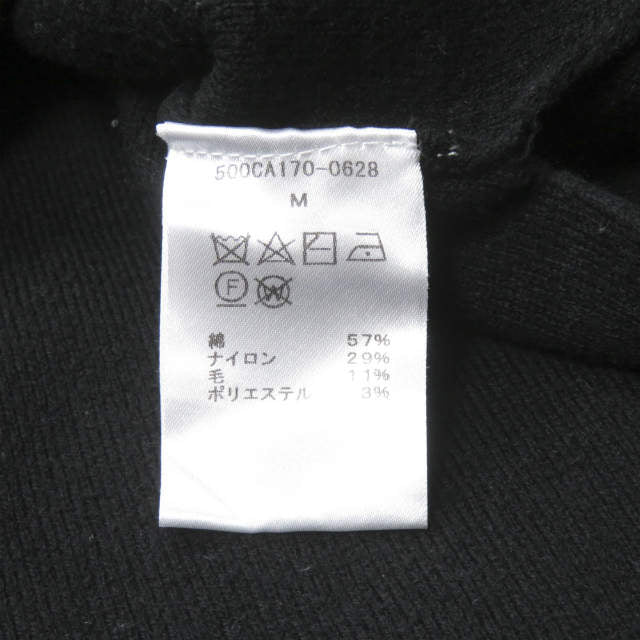 500CA170-0628
M
F W
綿 57%
ナイロン 29%
毛 11%
ポリエステル 3%